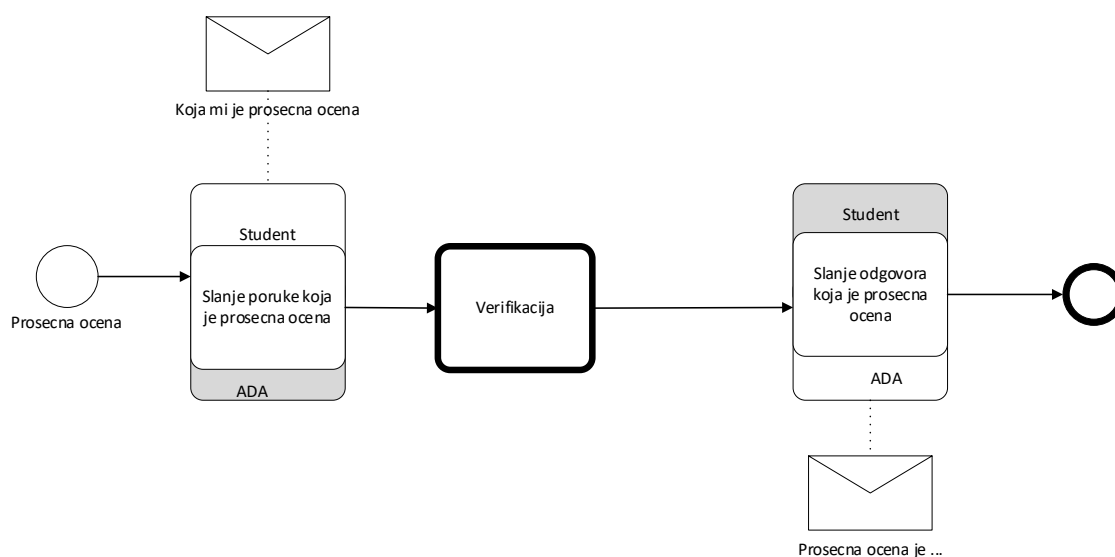 Koja mi je prosecna ocena
Student
Slanje poruke koja
je prosecna ocena
ADA
Prosecna ocena
Verifikacija
Student
Slanje odgovora
koja je prosecna
ocena
ADA
Prosecna ocena je ...